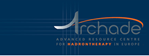 Archade
ADVANCED RESOURCE CENTRE
FOR HADRONTHERAPY IN EUROPE